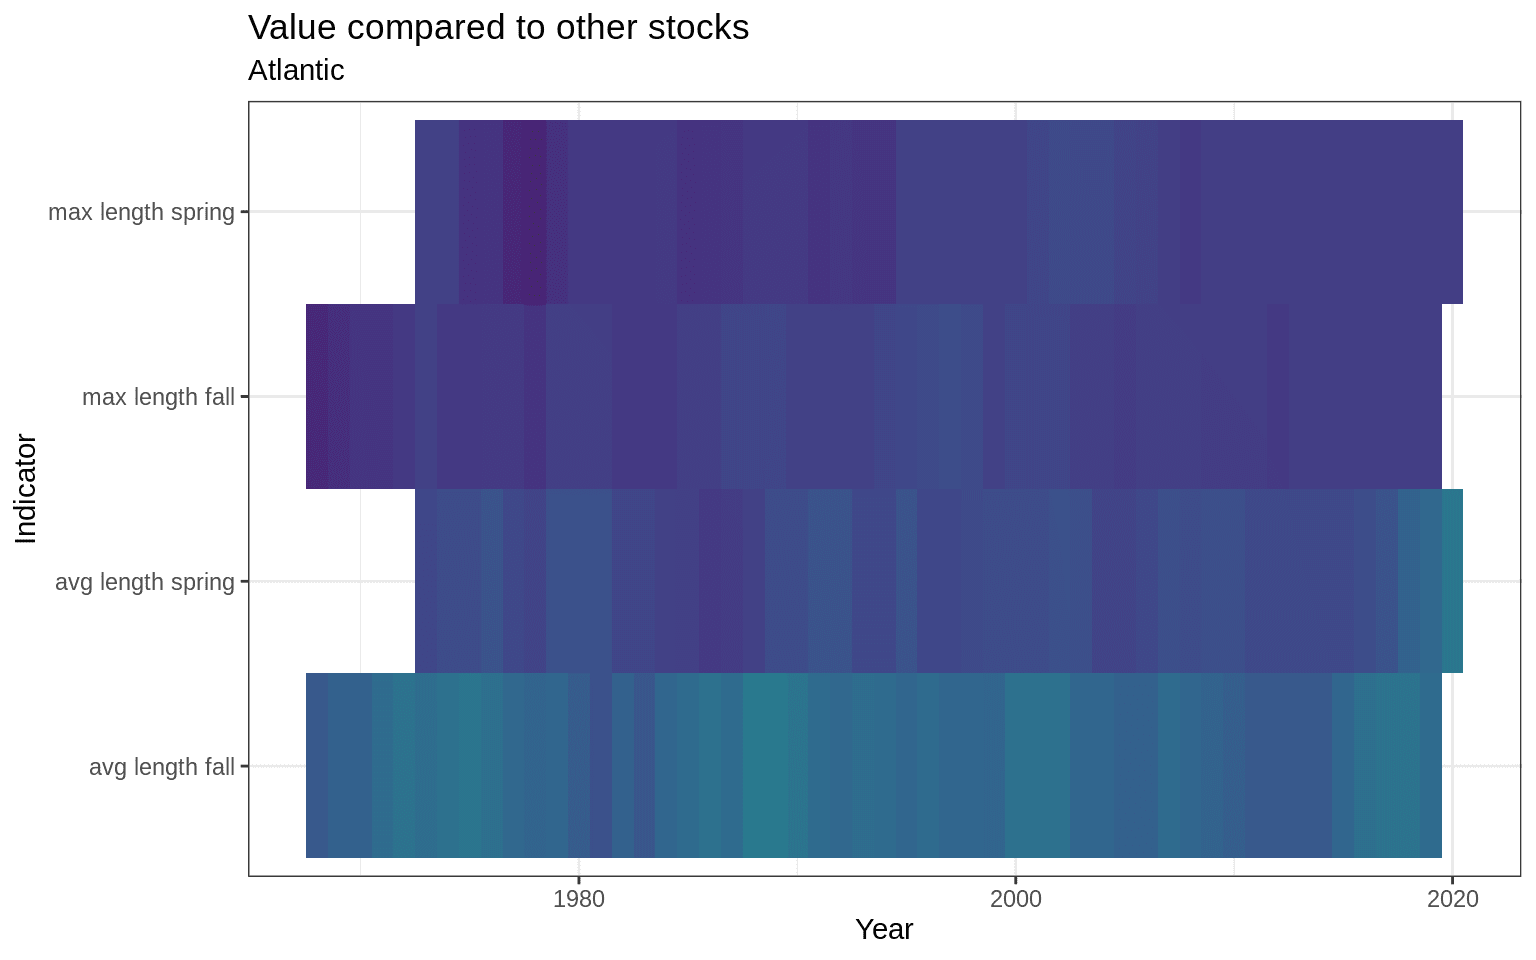 Value compared to other stocks
Atlantic
max length spring
max length fall
avg length spring
avg length fall
Indicator
1980
2000
2020
Year